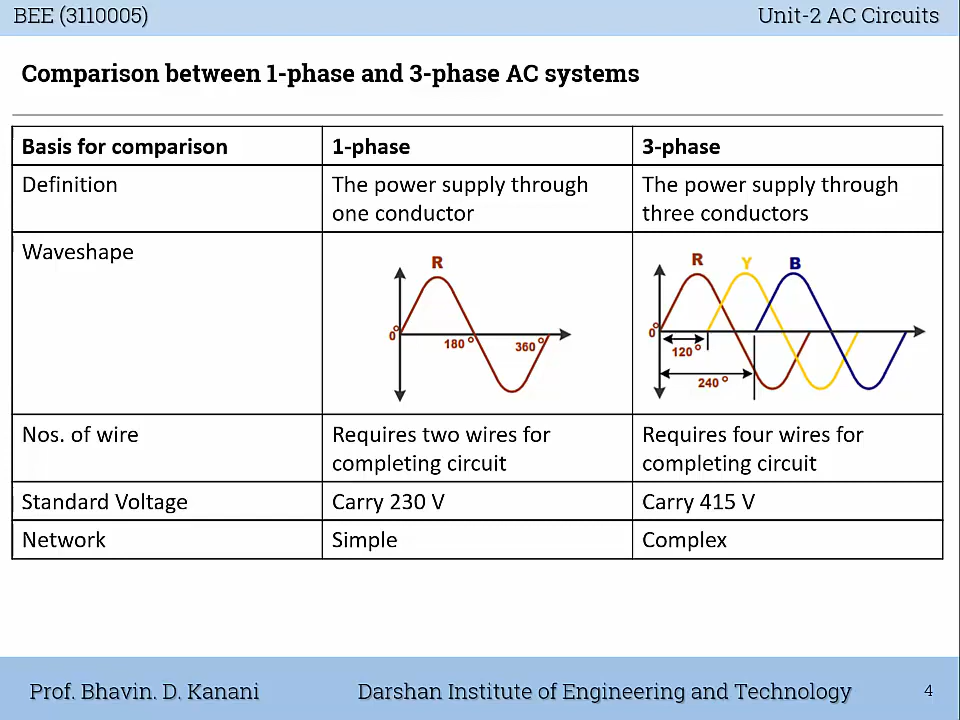 BEE (3110005)
Unit-2 AC Circuits
Comparison between 1-phase and 3-phase AC systems
Basis for comparison
1-phase
3-phase
Definition
The power supply through
one conductor
The power supply through
three conductors
Waveshape
R
0°
180°
360°
R
Y
B
0°
120°
240°
Nos. of wire
Requires two wires for
completing circuit
Requires four wires for
completing circuit
Standard Voltage
Carry 230 V
Carry 415 V
Network
Simple
Complex
Prof. Bhavin. D. Kanani
Darshan Institute of Engineering and Technology
4